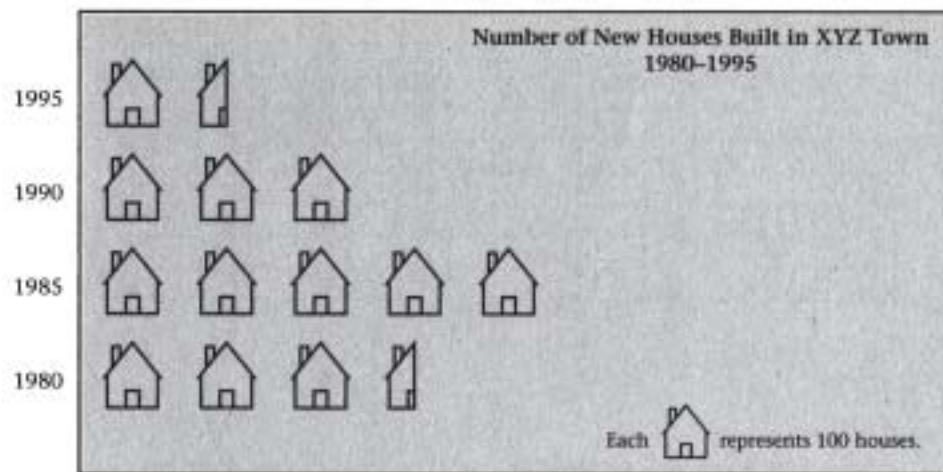 Number of New Houses Built in XYZ Town
1980–1995
1995
1990
1985
1980
Each represents 100 houses.